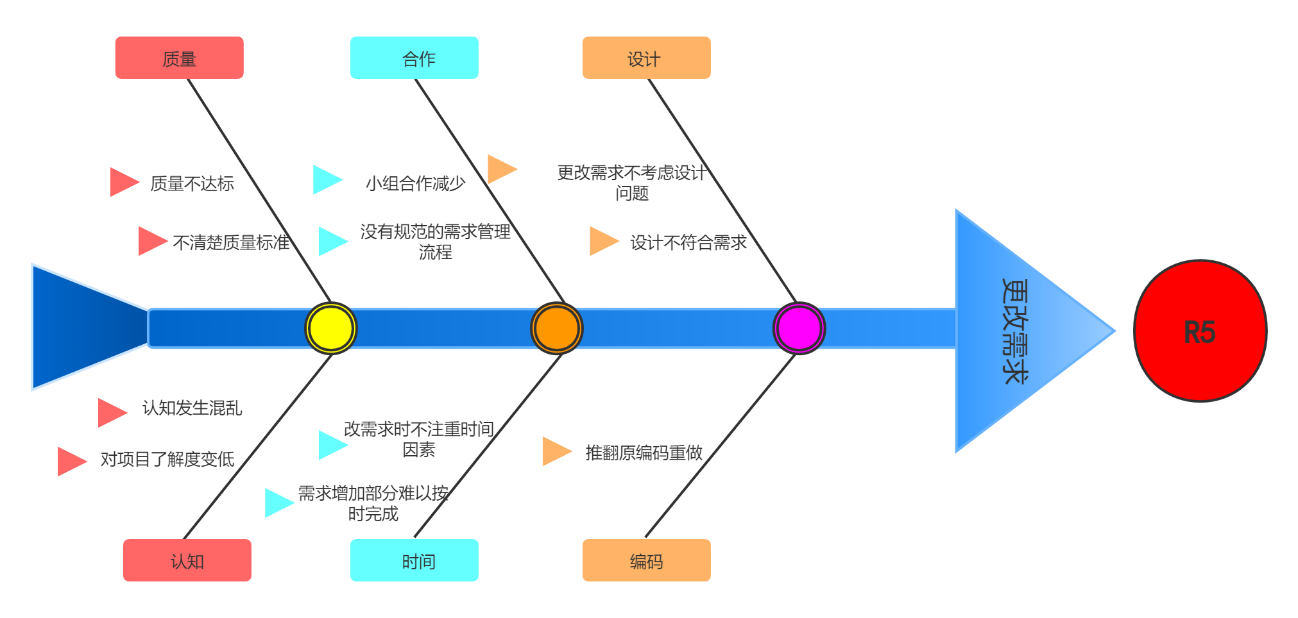 质量
合作
设计
质量不达标
不清楚质量标准
小组合作减少
没有规范的需求管理
流程
更改需求不考虑设计
问题
设计不符合需求
更改需求
R5
认知发生混乱
对项目了解度变低
改需求时不注重时间
因素
需求增加部分难以按
时完成
推翻原编码重做
认知
时间
编码